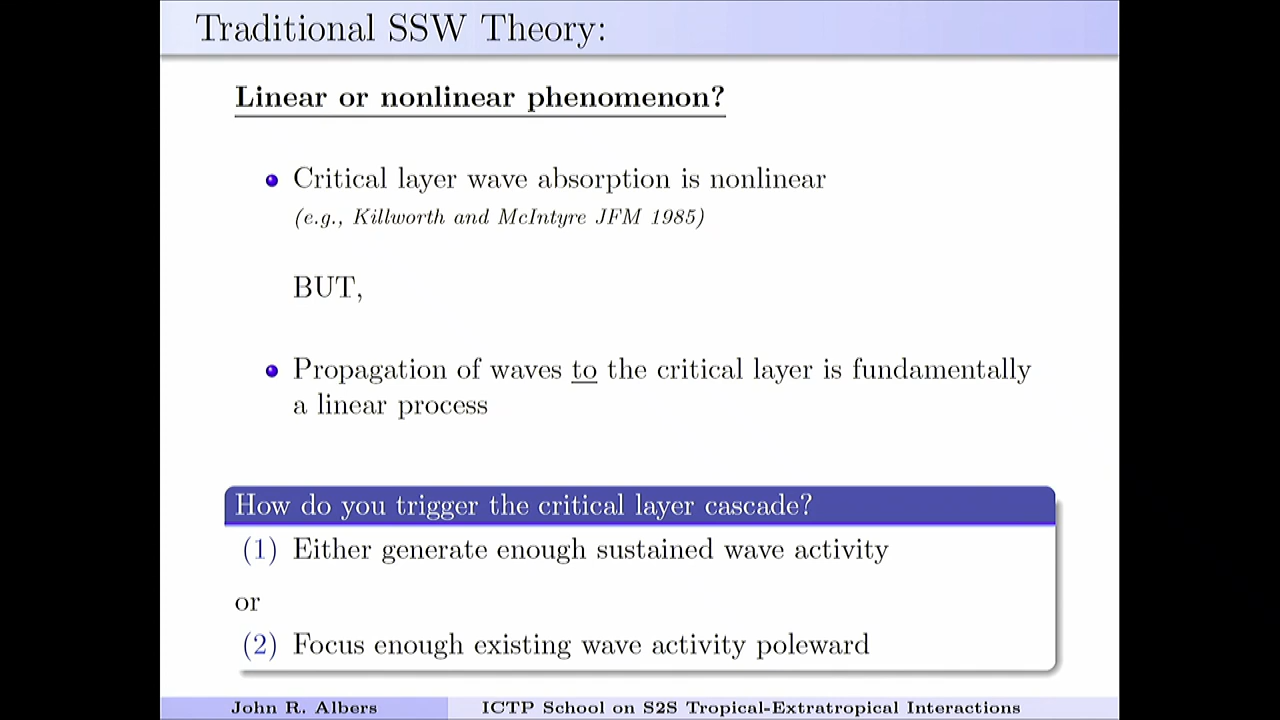 Traditional SSW Theory:
Linear or nonlinear phenomenon?
Critical layer wave absorption is nonlinear
(e.g., Killworth and McIntyre JFM 1985)
BUT,
Propagation of waves to the critical layer is fundamentally
a linear process
How do you trigger the critical layer cascade?
(1) Either generate enough sustained wave activity
or
(2) Focus enough existing wave activity poleward
John R. Albers ICTP School on S2S Tropical-Extratropical Interactions